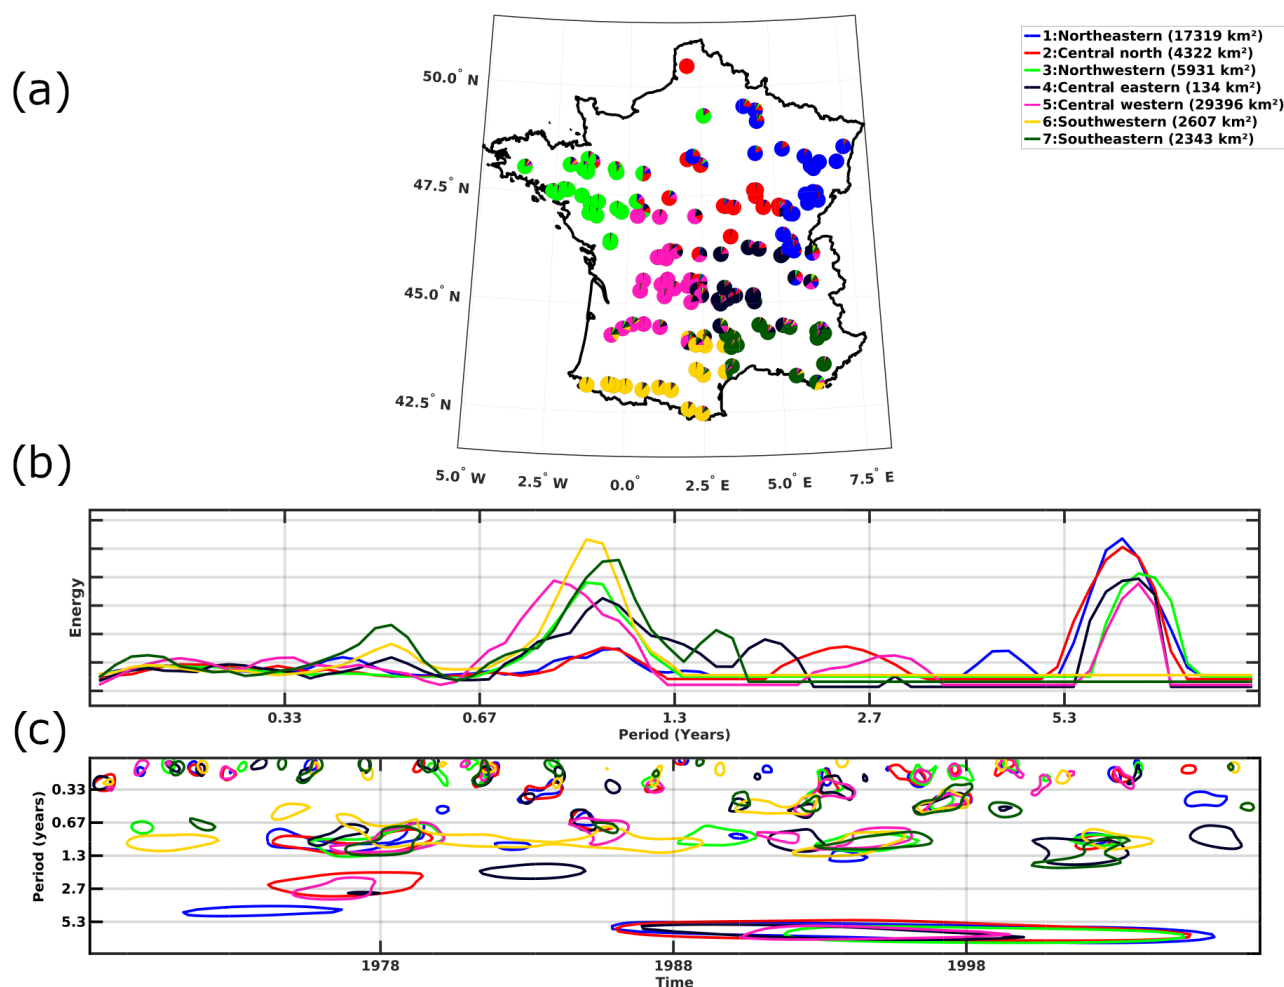 (a)
50.0° N
47.5° N
45.0° N
42.5° N
5.0° W
2.5° W
0.0°
2.5° E
5.0° E
7.5° E
1:Northeastern (17319 km²)
2:Central north (4322 km²)
3:Northwestern (5931 km²)
4:Central eastern (134 km²)
5:Central western (29396 km²)
6:Southwestern (2607 km²)
7:Southeastern (2343 km²)
(b)
Energy
0.33
0.67
1.3
2.7
5.3
Period (Years)
(c)
Period (years)
0.33
0.67
1.3
2.7
5.3
1978
1988
1998
Time